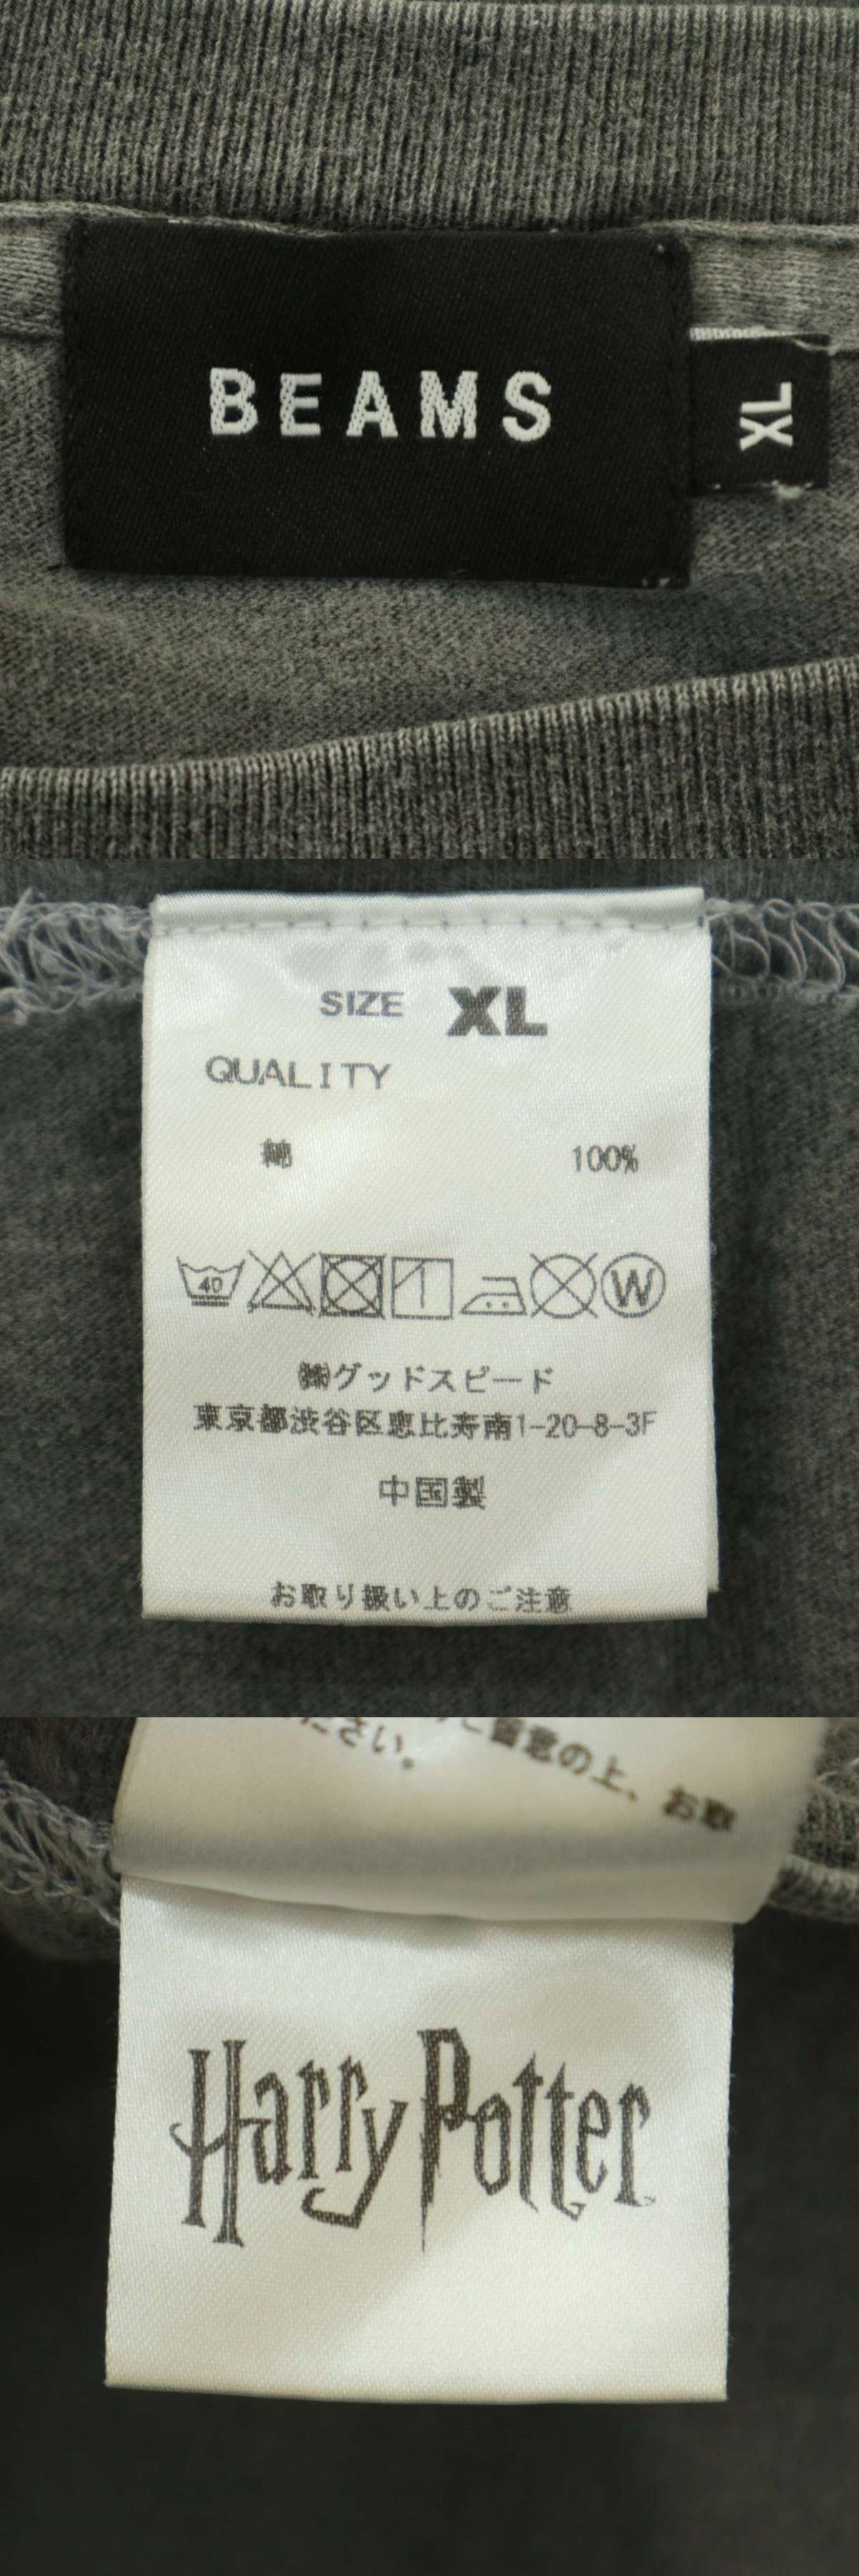 BEAMS
XL
SIZE XL
QUALITY
綿 100%
40
W
㈱グッドスピード
東京都渋谷区恵比寿南1-20-8-3F
中国製
お取り扱い上のご注意
ご留意の上、お取
ださい。
Harry Potter